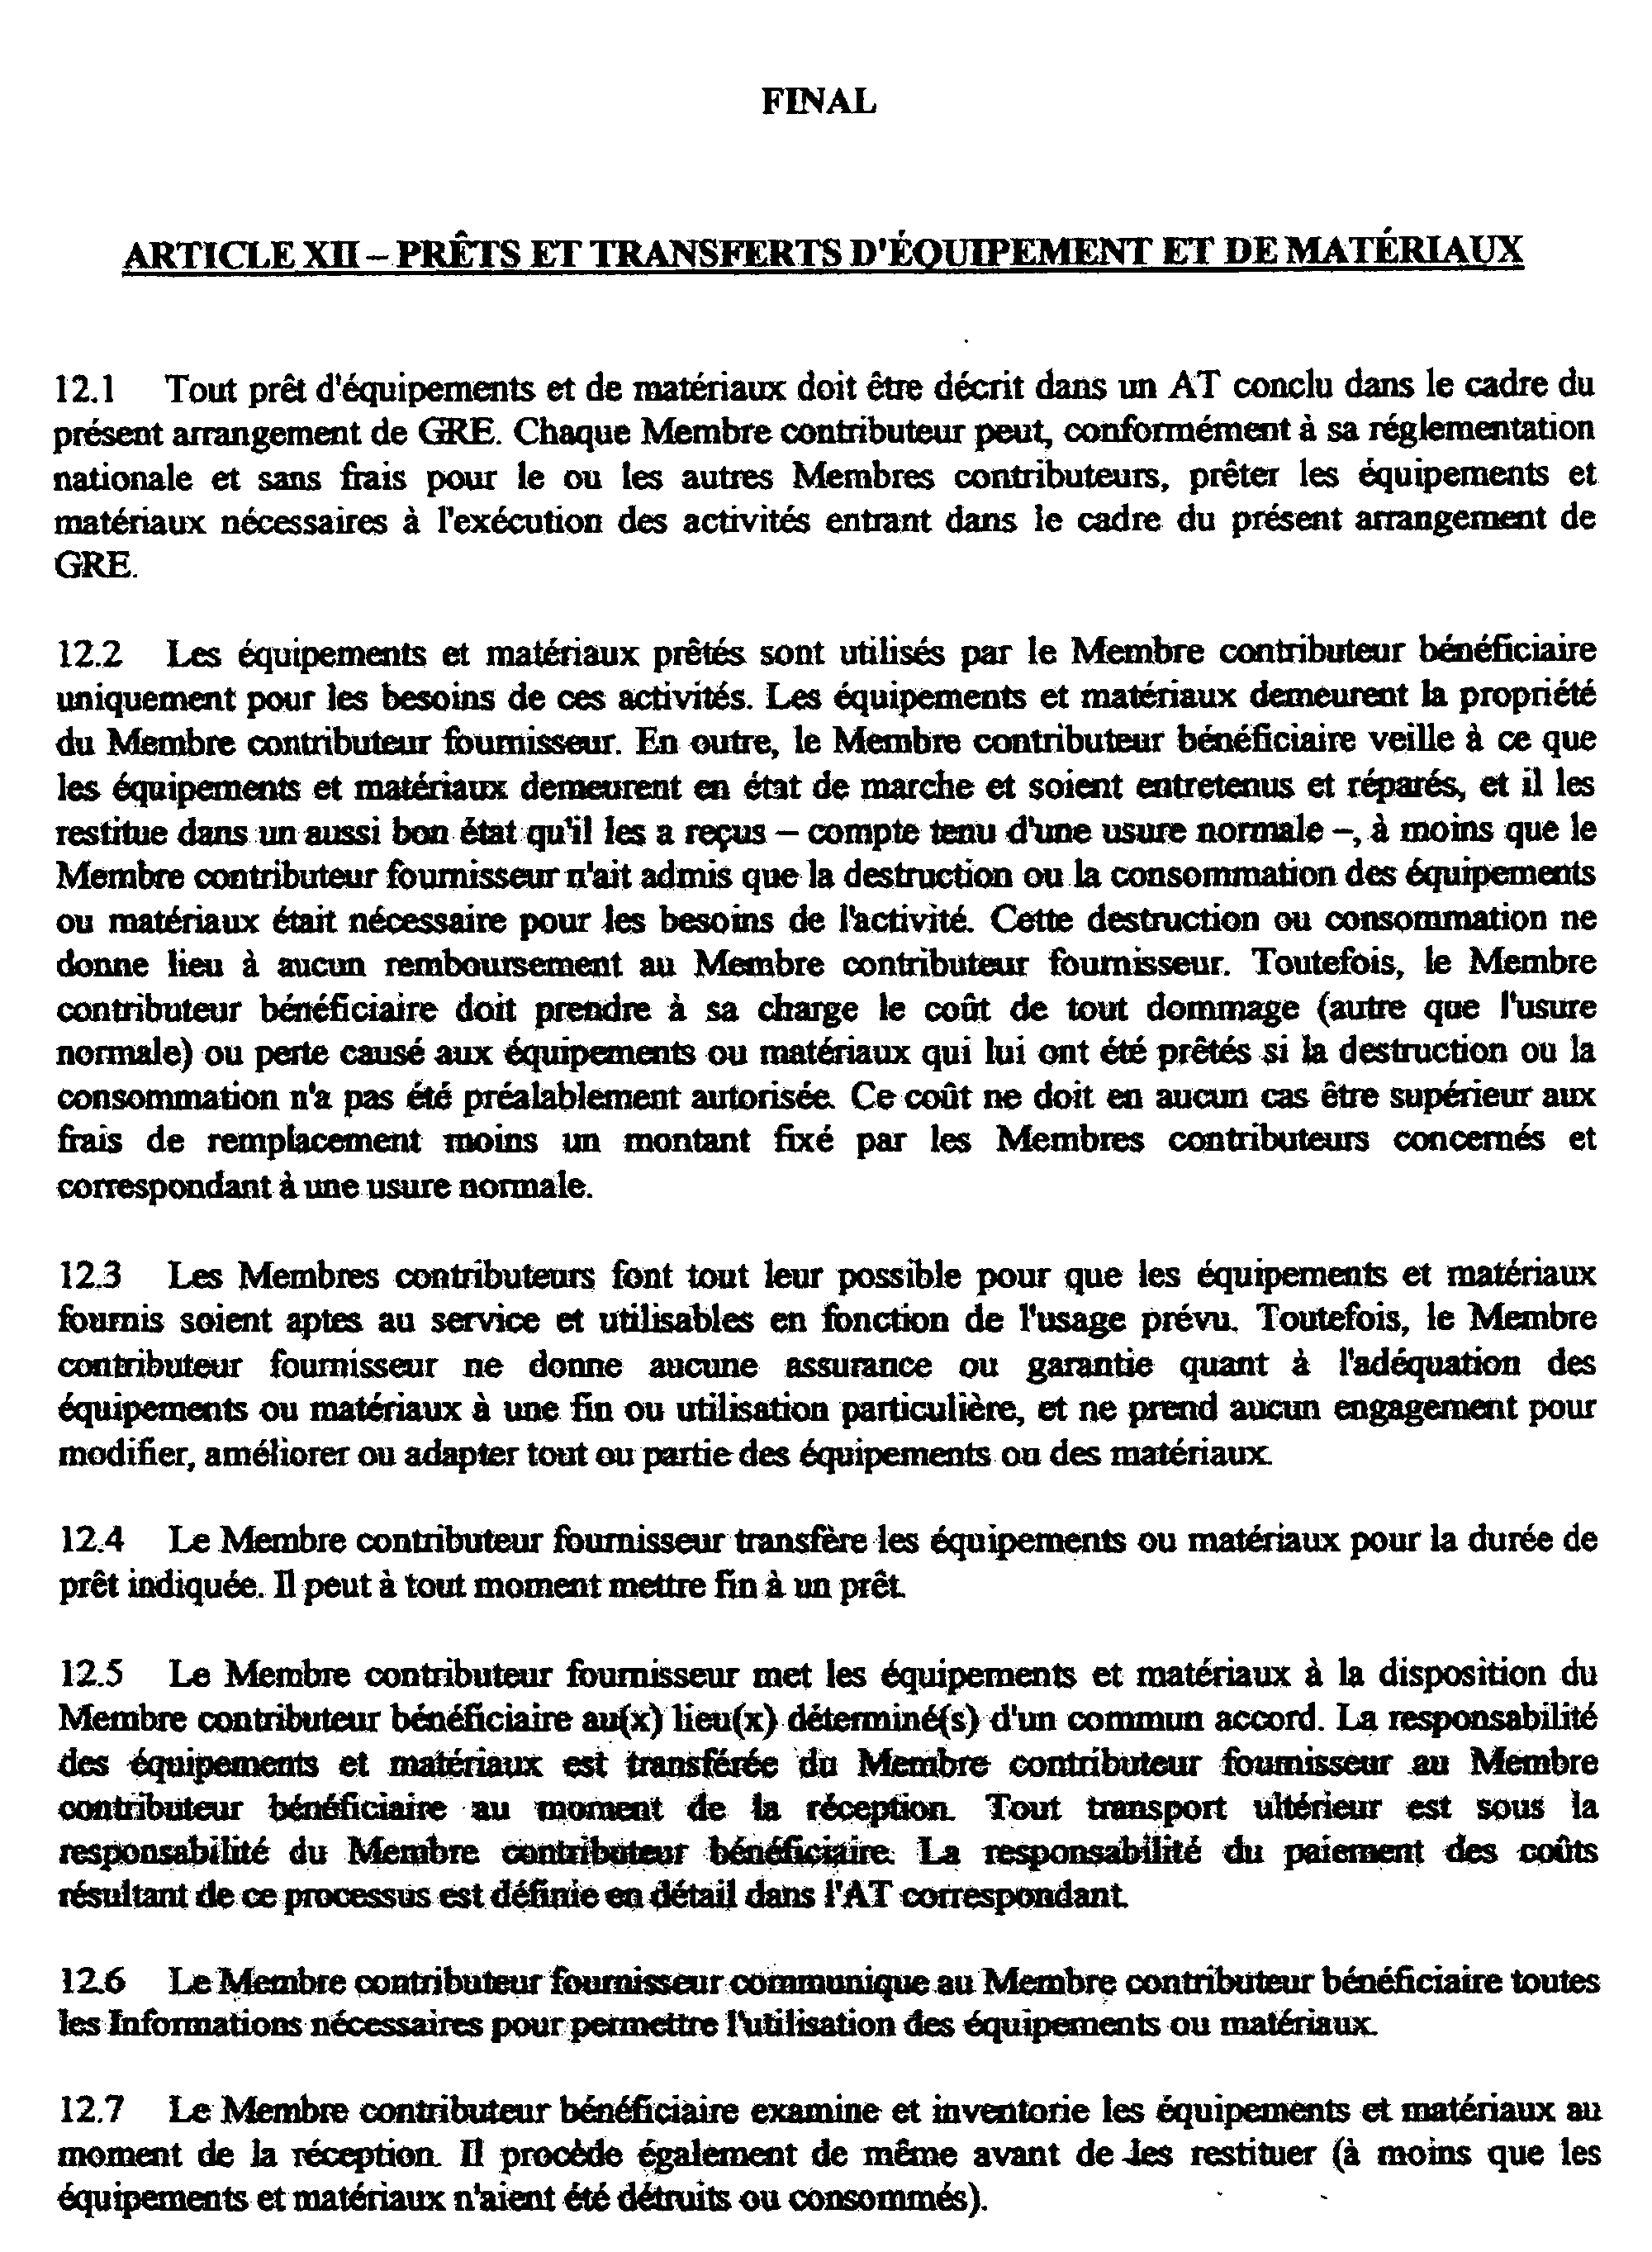 FINAL
ARTICLE XII – PRÊTS ET TRANSFERTS D'ÉQUIPEMENT ET DE MATÉRIAUX
12.1 Tout prêt d'équipements et de matériaux doit être décrit dans un AT conclu dans le cadre du
présent arrangement de GRE. Chaque Membre contributeur peut, conformément à sa réglementation
nationale et sans frais pour le ou les autres Membres contributeurs, prêter les équipements et
matériaux nécessaires à l'exécution des activités entrant dans le cadre du présent arrangement de
GRE.
12.2 Les équipements et matériaux prêtés sont utilisés par le Membre contributeur bénéficiaire
uniquement pour les besoins de ces activités. Les équipements et matériaux demeurent la propriété
du Membre contributeur fournisseur. En outre, le Membre contributeur bénéficiaire veille à ce que
les équipements et matériaux demeurent en état de marche et soient entretenus et réparés, et il les
restitue dans un aussi bon état qu'il les a reçus – compte tenu d'une usure normale –, à moins que le
Membre contributeur fournisseur n'ait admis que la destruction ou la consommation des équipements
ou matériaux était nécessaire pour les besoins de l'activité. Cette destruction ou consommation ne
donne lieu à aucun remboursement au Membre contributeur fournisseur. Toutefois, le Membre
contributeur bénéficiaire doit prendre à sa charge le coût de tout dommage (autre que l'usure
normale) ou perte causé aux équipements ou matériaux qui lui ont été prêtés si la destruction ou la
consommation n'a pas été préalablement autorisée. Ce coût ne doit en aucun cas être supérieur aux
frais de remplacement moins un montant fixé par les Membres contributeurs concernés et
correspondant à une usure normale.
12.3 Les Membres contributeurs font tout leur possible pour que les équipements et matériaux
fournis soient aptes au service et utilisables en fonction de l'usage prévu. Toutefois, le Membre
contributeur fournisseur ne donne aucune assurance ou garantie quant à l'adéquation des
équipements ou matériaux à une fin ou utilisation particulière, et ne prend aucun engagement pour
modifier, améliorer ou adapter tout ou partie des équipements ou des matériaux.
12.4 Le Membre contributeur fournisseur transfère les équipements ou matériaux pour la durée de
prêt indiquée. Il peut à tout moment mettre fin à un prêt.
12.5 Le Membre contributeur fournisseur met les équipements et matériaux à la disposition du
Membre contributeur bénéficiaire au(x) lieu(x) déterminé(s) d'un commun accord. La responsabilité
des équipements et matériaux est transférée du Membre contributeur fournisseur au Membre
contributeur bénéficiaire au moment de la réception. Tout transport ultérieur est sous la
responsabilité du Membre contributeur bénéficiaire. La responsabilité du paiement des coûts
résultant de ce processus est définie en détail dans l'AT correspondant.
12.6 Le Membre contributeur fournisseur communique au Membre contributeur bénéficiaire toutes
les Informations nécessaires pour permettre l'utilisation des équipements ou matériaux.
12.7 Le Membre contributeur bénéficiaire examine et inventorie les équipements et matériaux au
moment de la réception. Il procède également de même avant de les restituer (à moins que les
équipements et matériaux n'aient été détruits ou consommés).